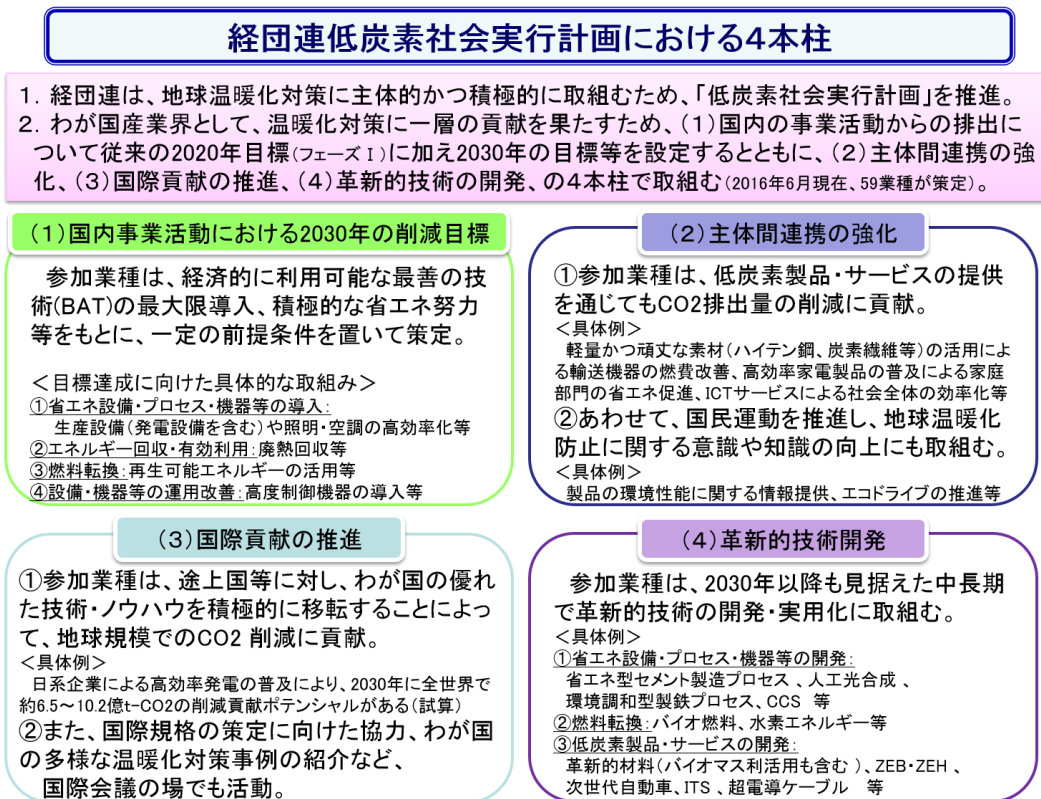 経団連低炭素社会実行計画における4本柱
1．経団連は、地球温暖化対策に主体的かつ積極的に取組むため、「低炭素社会実行計画」を推進。
2．わが国産業界として、温暖化対策に一層の貢献を果たすため、（1）国内の事業活動からの排出に
ついて従来の2020年目標（フェーズⅠ）に加え2030年の目標等を設定するとともに、（2）主体間連携の強
化、（3）国際貢献の推進、（4）革新的技術の開発、の4本柱で取組む（2016年6月現在、59業種が策定）。
（1）国内事業活動における2030年の削減目標
参加業種は、経済的に利用可能な最善の技
術(BAT)の最大限導入、積極的な省エネ努力
等をもとに、一定の前提条件を置いて策定。
＜目標達成に向けた具体的な取組み＞
①省エネ設備・プロセス・機器等の導入：
生産設備（発電設備を含む）や照明・空調の高効率化等
②エネルギー回収・有効利用：廃熱回収等
③燃料転換：再生可能エネルギーの活用等
④設備・機器等の運用改善：高度制御機器の導入等
（2）主体間連携の強化
①参加業種は、低炭素製品・サービスの提供
を通じてもCO2排出量の削減に貢献。
＜具体例＞
軽量かつ頑丈な素材（ハイテン鋼、炭素繊維等）の活用によ
る輸送機器の燃費改善、高効率家電製品の普及による家庭
部門の省エネ促進、ICTサービスによる社会全体の効率化等
②あわせて、国民運動を推進し、地球温暖化
防止に関する意識や知識の向上にも取組む。
＜具体例＞
製品の環境性能に関する情報提供、エコドライブの推進等
（3）国際貢献の推進
①参加業種は、途上国等に対し、わが国の優れ
た技術・ノウハウを積極的に移転することによっ
て、地球規模でのCO2 削減に貢献。
＜具体例＞
日系企業による高効率発電の普及により、2030年に全世界で
約6.5～10.2億t-CO2の削減貢献ポテンシャルがある（試算）
②また、国際規格の策定に向けた協力、わが国
の多様な温暖化対策事例の紹介など、
国際会議の場でも活動。
（4）革新的技術開発
参加業種は、2030年以降も見据えた中長期
で革新的技術の開発・実用化に取組む。
＜具体例＞
①省エネ設備・プロセス・機器等の開発：
省エネ型セメント製造プロセス 、人工光合成 、
環境調和型製鉄プロセス、CCS 等
②燃料転換：バイオ燃料、水素エネルギー等
③低炭素製品・サービスの開発：
革新的材料（バイオマス利活用も含む ）、ZEB・ZEH 、
次世代自動車、ITS 、超電導ケーブル 等